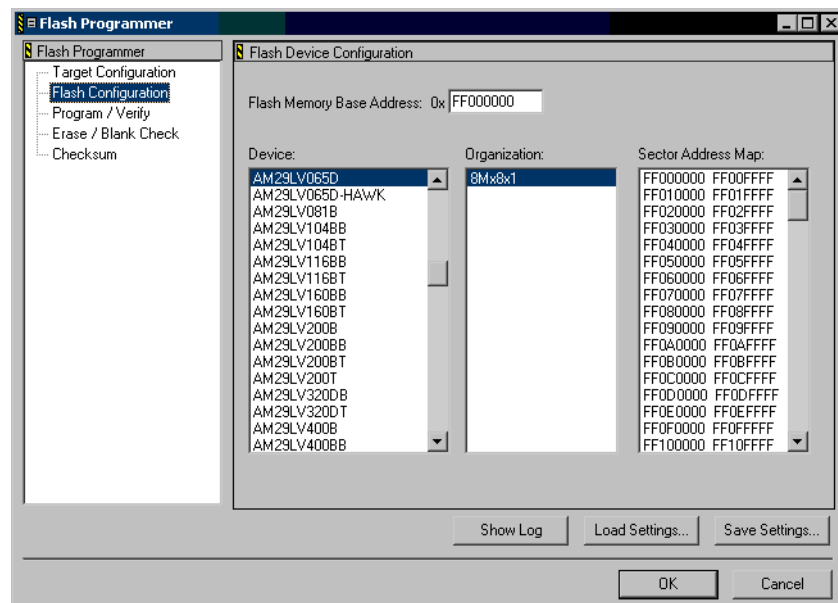 Flash Programmer
Flash Programmer
Target Configuration
Flash Configuration
Program / Verify
Erase / Blank Check
Checksum
Flash Device Configuration
Flash Memory Base Address: 0x FF000000
Device:
AM29LV065D
AM29LV065D-HAWK
AM29LV081B
AM29LV104BB
AM29LV104BT
AM29LV116BB
AM29LV116BT
AM29LV160BB
AM29LV160BT
AM29LV200B
AM29LV200BB
AM29LV200BT
AM29LV200T
AM29LV320DB
AM29LV320DT
AM29LV400B
AM29LV400BB
Organization:
8Mx8x1
Sector Address Map:
FF000000 FF00FFFF
FF010000 FF01FFFF
FF020000 FF02FFFF
FF030000 FF03FFFF
FF040000 FF04FFFF
FF050000 FF05FFFF
FF060000 FF06FFFF
FF070000 FF07FFFF
FF080000 FF08FFFF
FF090000 FF09FFFF
FF0A0000 FF0AFFFF
FF0B0000 FF0BFFFF
FF0C0000 FF0CFFFF
FF0D0000 FF0DFFFF
FF0E0000 FF0EFFFF
FF0F0000 FF0FFFFF
FF100000 FF10FFFF
Show Log
Load Settings...
Save Settings...
OK
Cancel